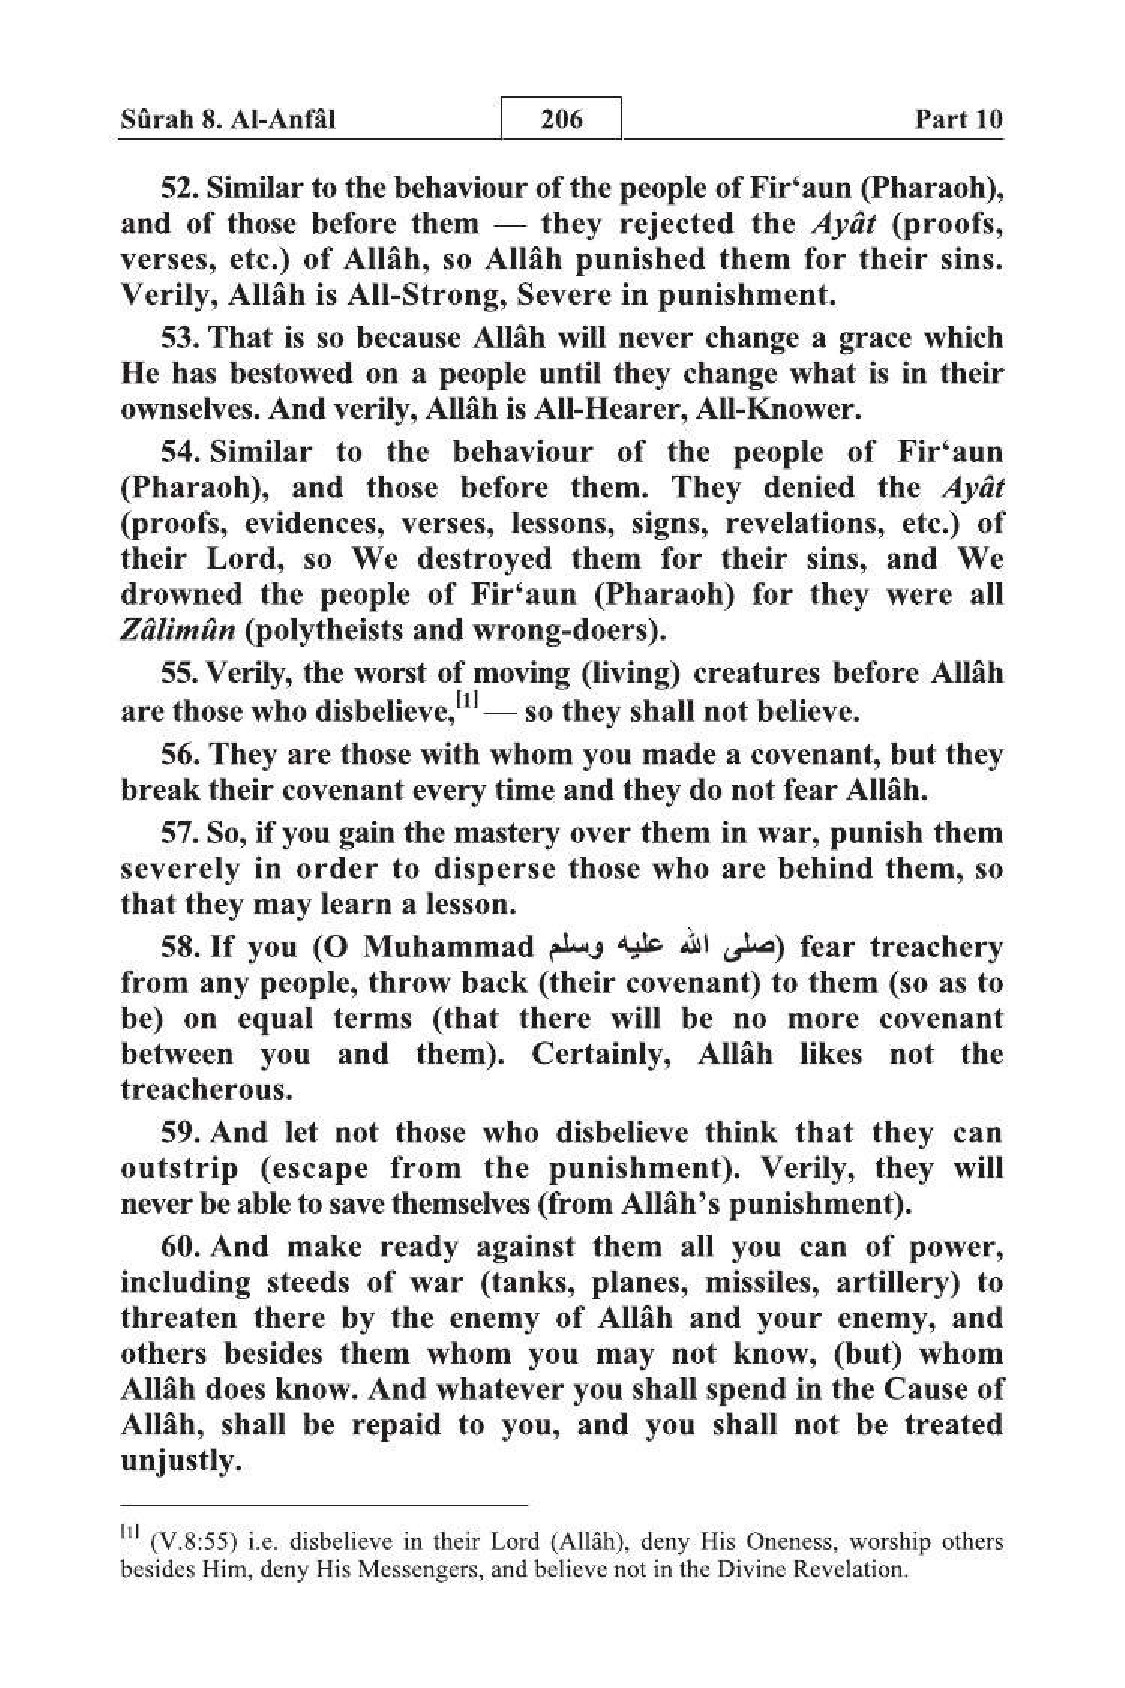 Sûrah 8. Al-Anfâl 206 Part 10
52. Similar to the behaviour of the people of Fir‘aun (Pharaoh),
and of those before them — they rejected the Ayât (proofs,
verses, etc.) of Allâh, so Allâh punished them for their sins.
Verily, Allâh is All-Strong, Severe in punishment.
53. That is so because Allâh will never change a grace which
He has bestowed on a people until they change what is in their
ownselves. And verily, Allâh is All-Hearer, All-Knower.
54. Similar to the behaviour of the people of Fir‘aun
(Pharaoh), and those before them. They denied the Ayât
(proofs, evidences, verses, lessons, signs, revelations, etc.) of
their Lord, so We destroyed them for their sins, and We
drowned the people of Fir‘aun (Pharaoh) for they were all
Zâlimûn (polytheists and wrong-doers).
55. Verily, the worst of moving (living) creatures before Allâh
are those who disbelieve,[1] — so they shall not believe.
56. They are those with whom you made a covenant, but they
break their covenant every time and they do not fear Allâh.
57. So, if you gain the mastery over them in war, punish them
severely in order to disperse those who are behind them, so
that they may learn a lesson.
58. If you (O Muhammad صلى الله عليه وسلم) fear treachery
from any people, throw back (their covenant) to them (so as to
be) on equal terms (that there will be no more covenant
between you and them). Certainly, Allâh likes not the
treacherous.
59. And let not those who disbelieve think that they can
outstrip (escape from the punishment). Verily, they will
never be able to save themselves (from Allâh’s punishment).
60. And make ready against them all you can of power,
including steeds of war (tanks, planes, missiles, artillery) to
threaten there by the enemy of Allâh and your enemy, and
others besides them whom you may not know, (but) whom
Allâh does know. And whatever you shall spend in the Cause of
Allâh, shall be repaid to you, and you shall not be treated
unjustly.
[1] (V.8:55) i.e. disbelieve in their Lord (Allâh), deny His Oneness, worship others
besides Him, deny His Messengers, and believe not in the Divine Revelation.